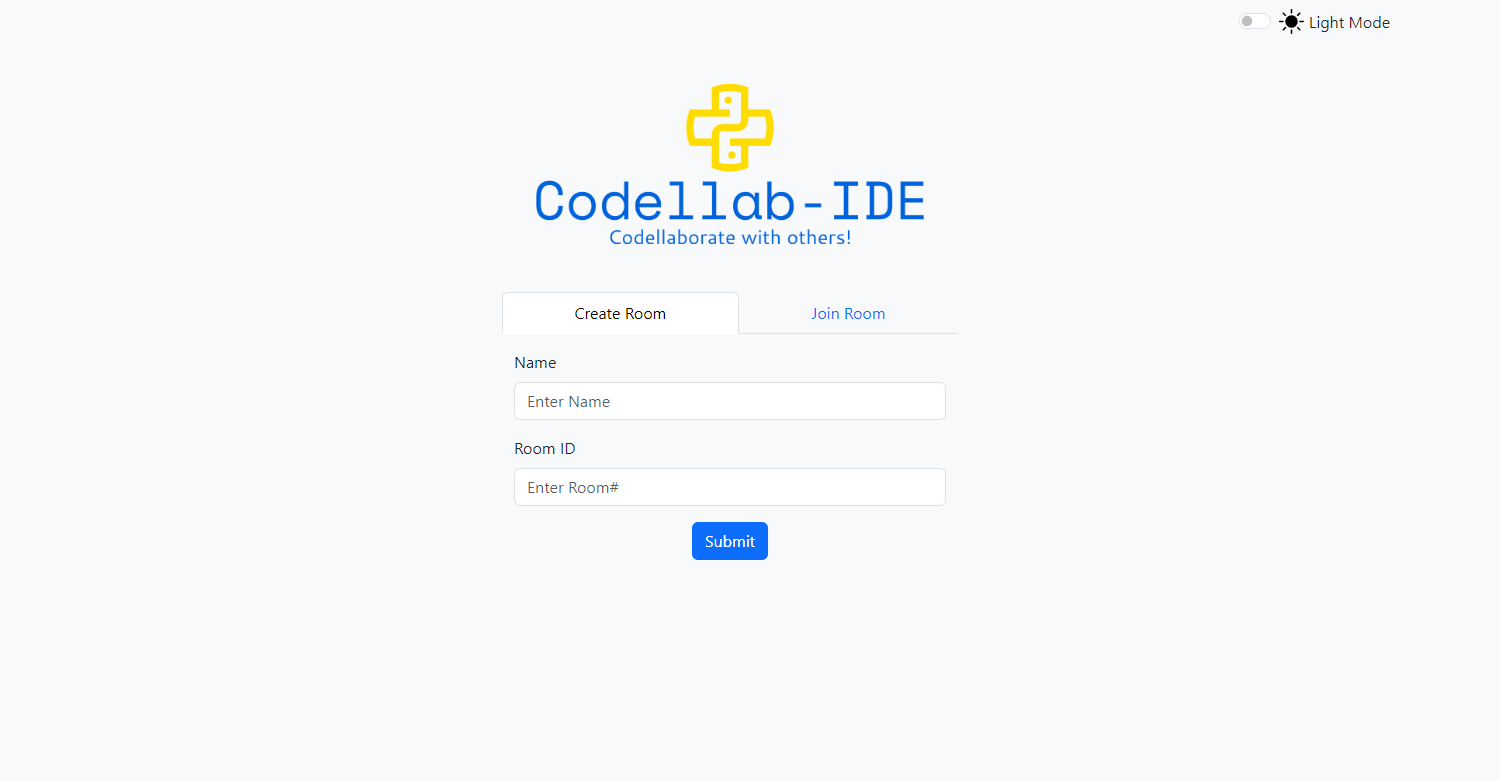 Light Mode
Codellab-IDE
Codellaborate with others!
Create Room
Join Room
Name
Enter Name
Room ID
Enter Room#
Submit